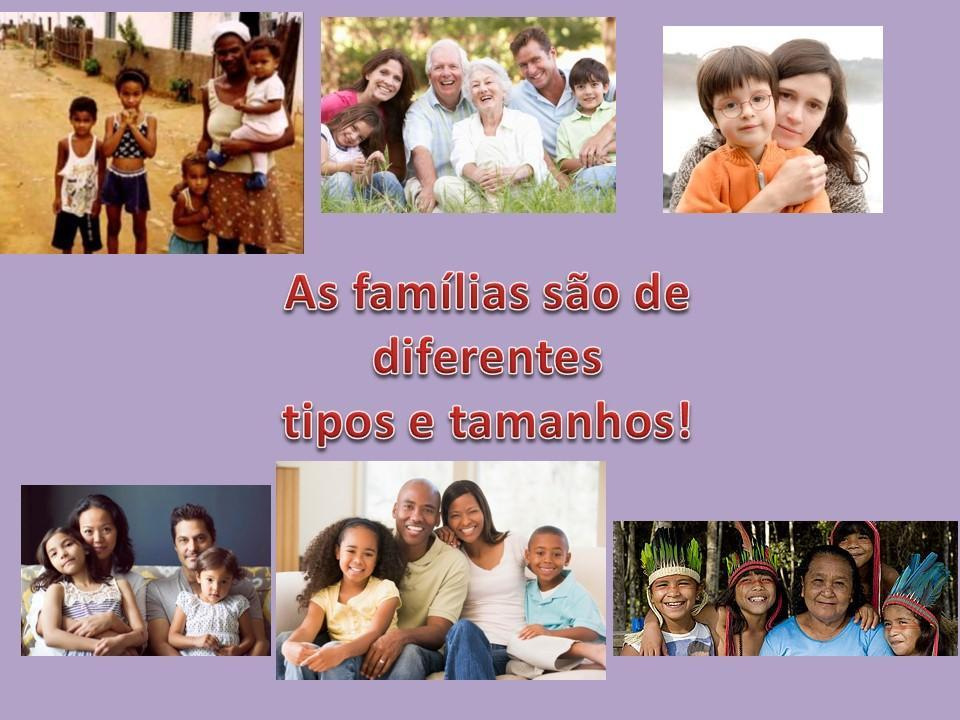 As famílias são de
diferentes
tipos e tamanhos!